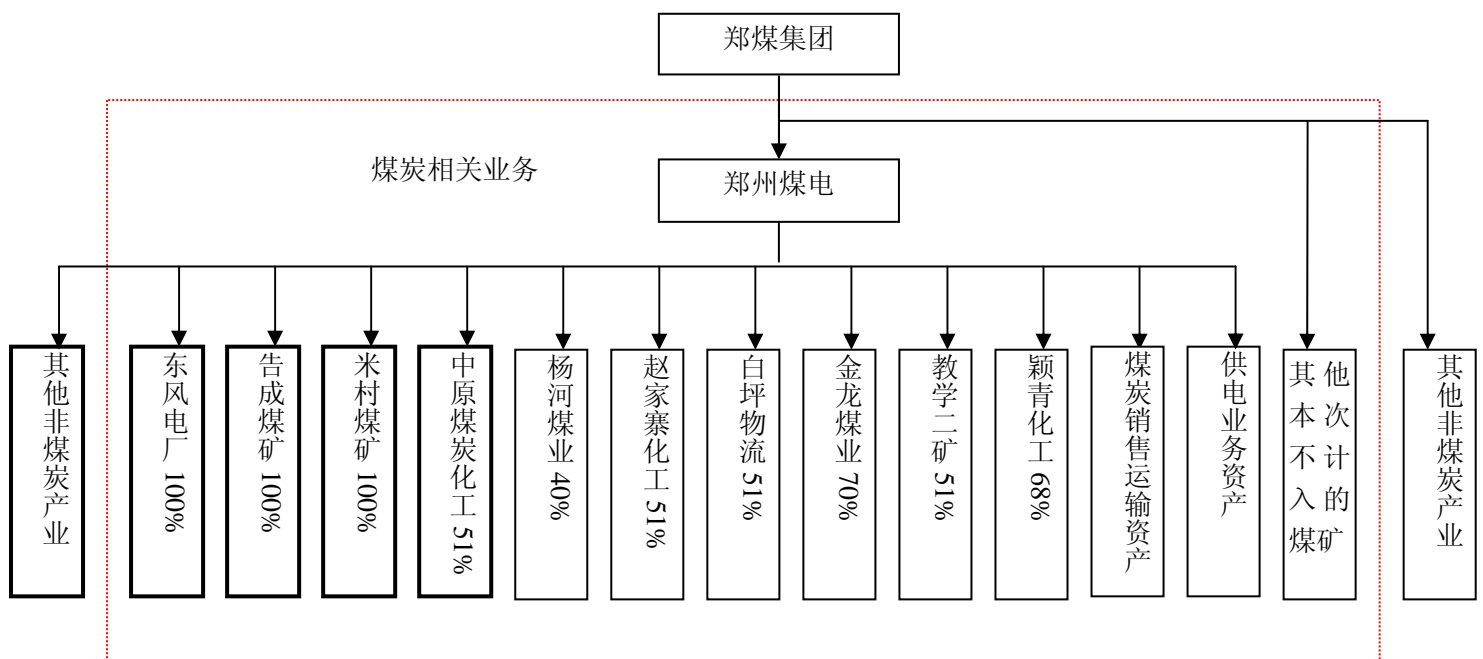 郑煤集团
煤炭相关业务
郑州煤电
其他非煤炭产业
东风电厂 100%
告成煤矿 100%
米村煤矿 100%
中原煤炭化工 51%
杨河煤业 40%
赵家寨化工 51%
白坪物流 51%
金龙煤业 70%
教学二矿 51%
颖青化工 68%
煤炭销售运输资产
供电业务资产
其他
本次
不计
入的
煤矿
其他非煤炭产业